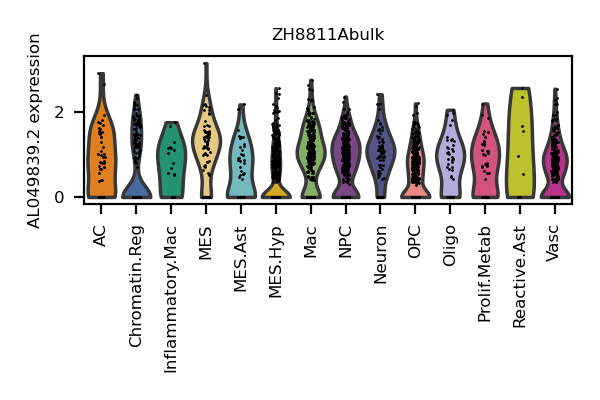 ZH8811Abulk
AL049839.2 expression
2
0
AC
Chromatin.Reg
Inflammatory.Mac
MES
MES.Ast
MES.Hyp
Mac
NPC
Neuron
OPC
Oligo
Prolif.Metab
Reactive.Ast
Vasc